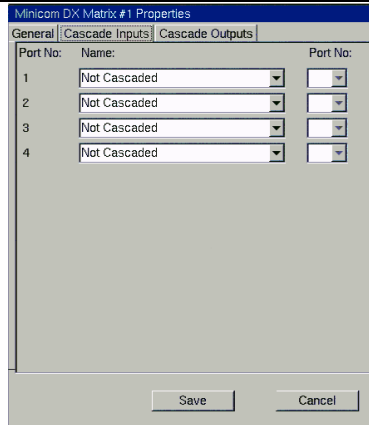 Minicom DX Matrix #1 Properties
General Cascade Inputs Cascade Outputs
Port No: Name: Port No:
1 Not Cascaded
2 Not Cascaded
3 Not Cascaded
4 Not Cascaded
Save Cancel